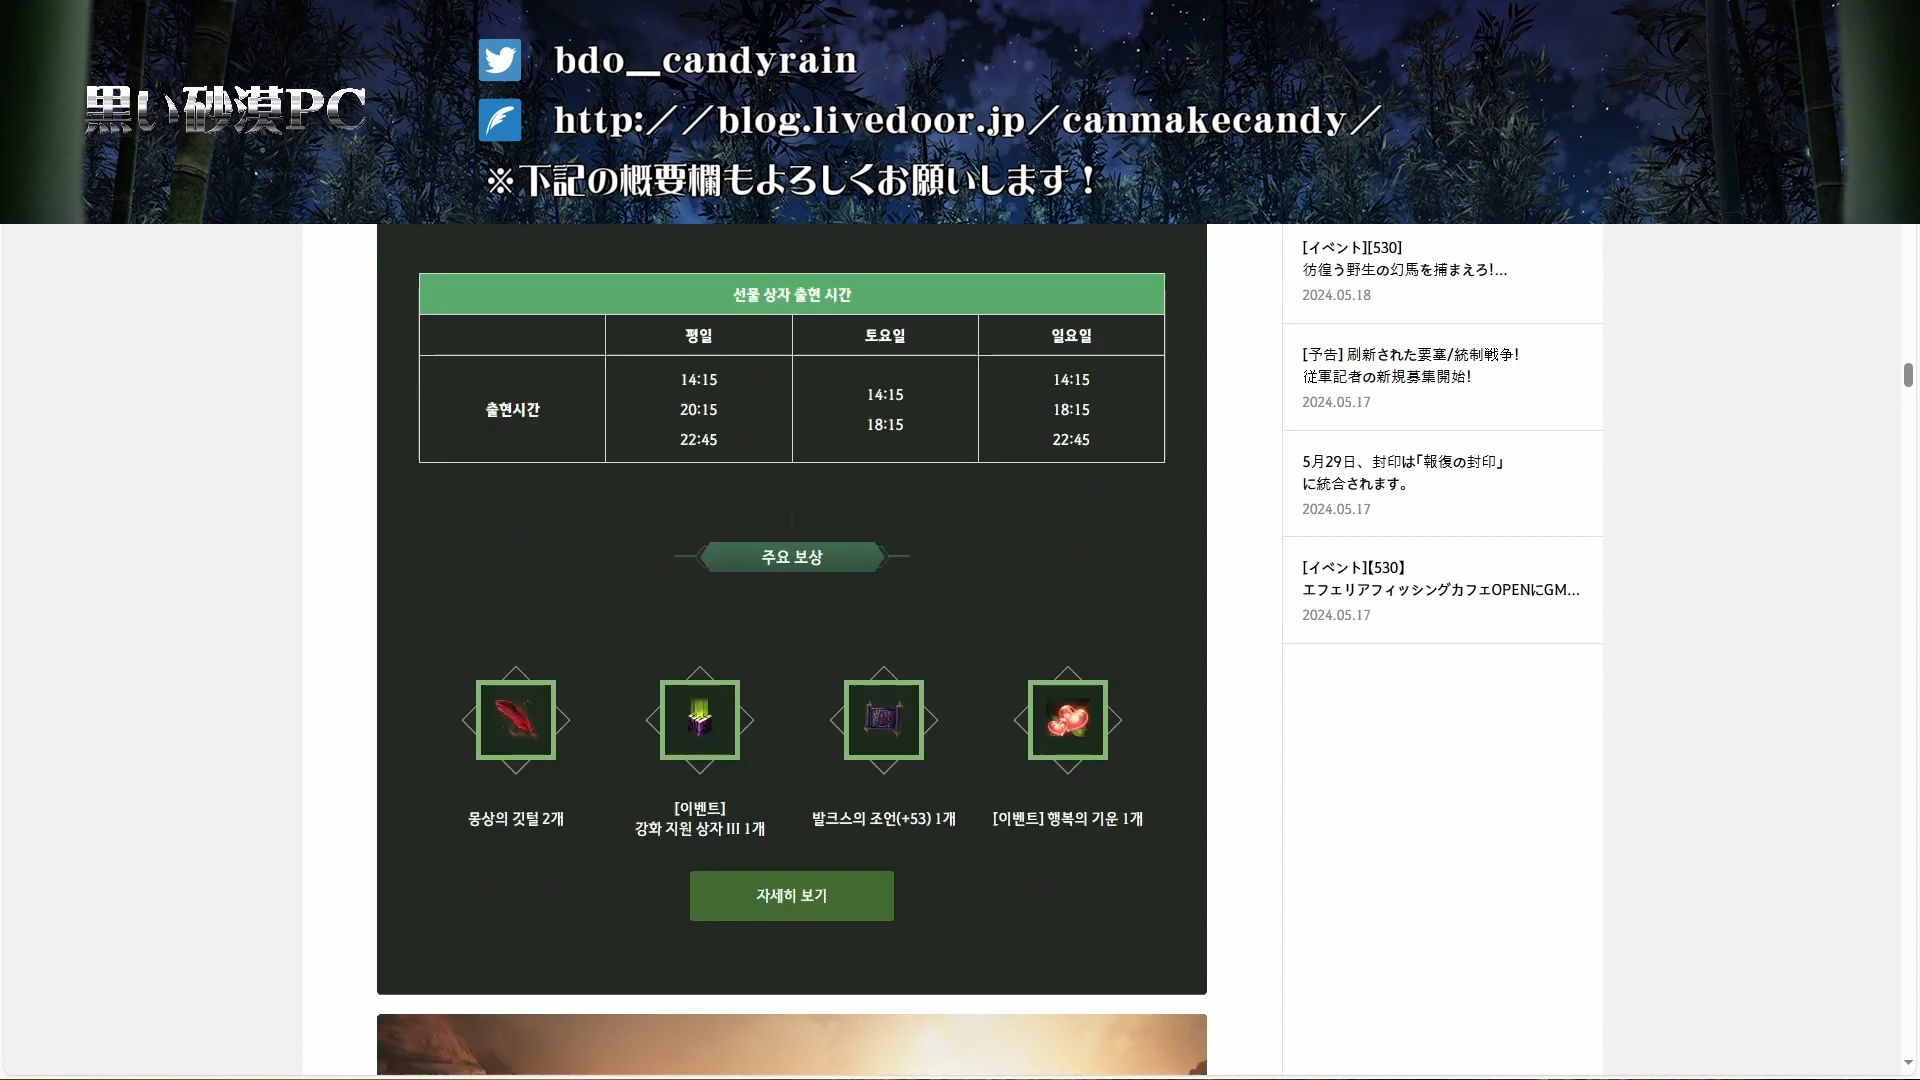 黒い砂漠PC
bdo__candyrain
http://blog.livedoor.jp/canmakecandy/
※下記の概要欄もよろしくお願いします！
선물 상자 출현 시간
평일 토요일 일요일
출현시간
14:15
20:15
22:45
14:15
18:15
14:15
18:15
22:45
주요 보상
몽상의 깃털 2개
[이벤트]
강화 지원 상자 III 1개
발크스의 조언(+53) 1개
[이벤트] 행복의 기운 1개
자세히 보기
[イベント][530]
彷徨う野生の幻馬を捕まえろ!...
2024.05.18
[予告] 刷新された要塞/統制戦争!
従軍記者の新規募集開始!
2024.05.17
5月29日、封印は「報復の封印」
に統合されます。
2024.05.17
[イベント]【530】
エフェリアフィッシングカフェOPENにGM...
2024.05.17